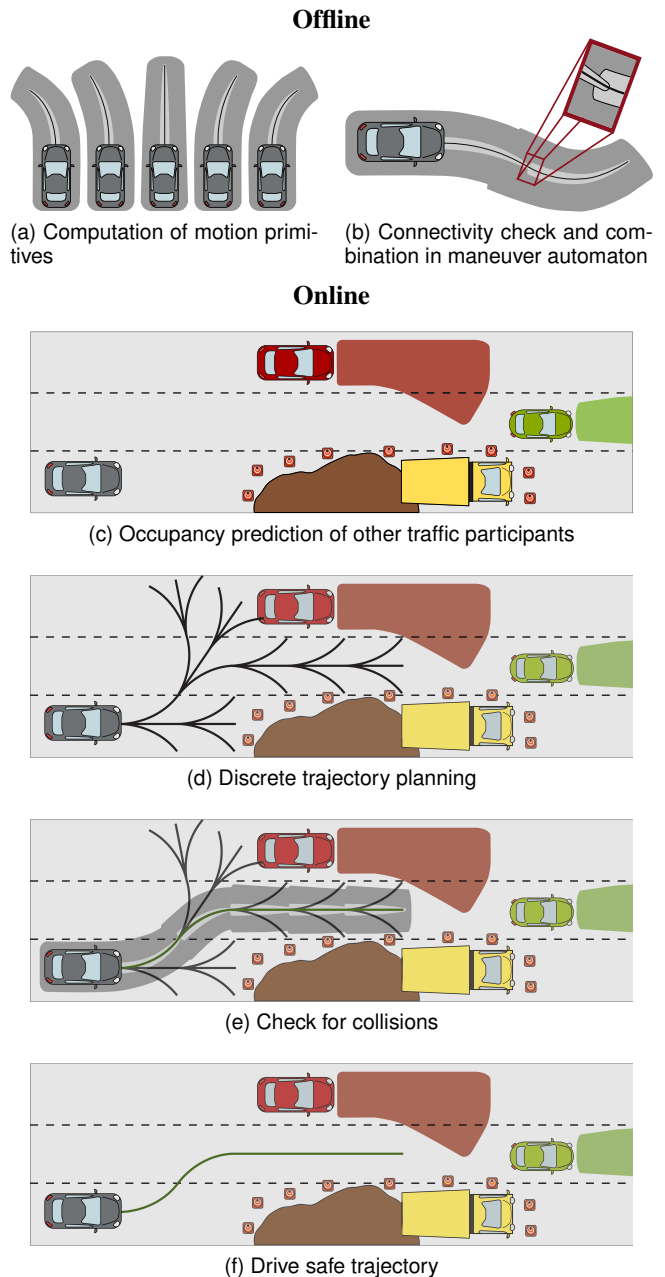 Offline
(a) Computation of motion primi-
tives
(b) Connectivity check and com-
bination in maneuver automaton
Online
(c) Occupancy prediction of other traffic participants
(d) Discrete trajectory planning
(e) Check for collisions
(f) Drive safe trajectory